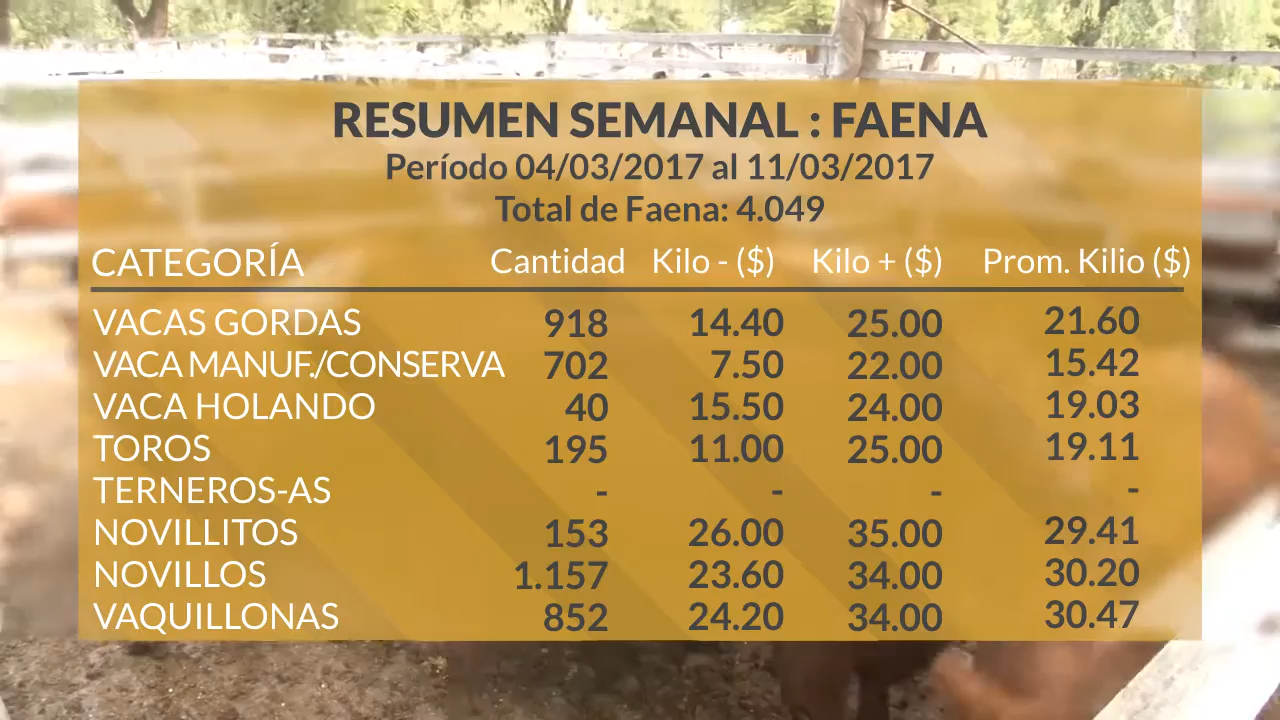 RESUMEN SEMANAL : FAENA
Período 04/03/2017 al 11/03/2017
Total de Faena: 4.049
CATEGORÍA Cantidad Kilo - ($) Kilo + ($) Prom. Kilio ($)
VACAS GORDAS 918 14.40 25.00 21.60
VACA MANUF./CONSERVA 702 7.50 22.00 15.42
VACA HOLANDO 40 15.50 24.00 19.03
TOROS 195 11.00 25.00 19.11
TERNEROS-AS - - - -
NOVILLITOS 153 26.00 35.00 29.41
NOVILLOS 1.157 23.60 34.00 30.20
VAQUILLONAS 852 24.20 34.00 30.47